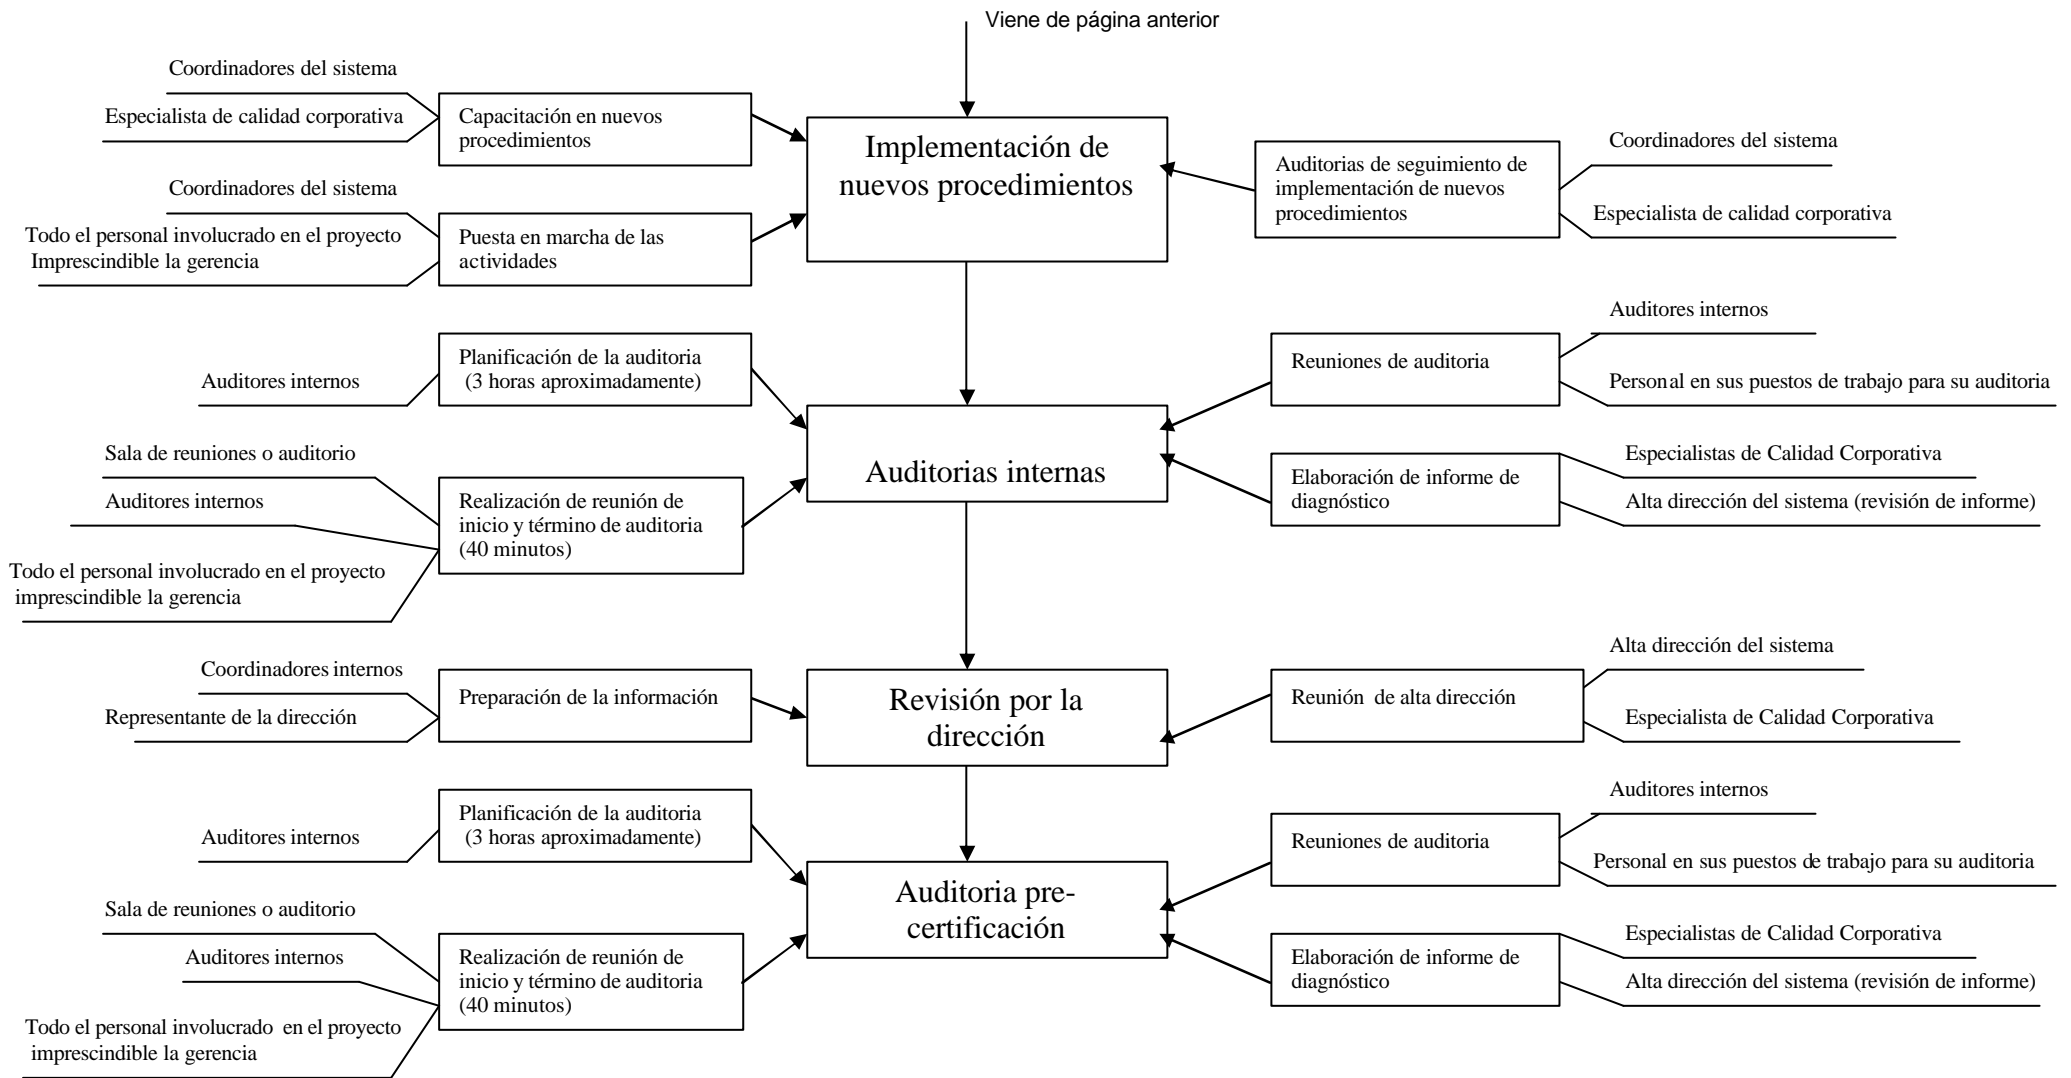 Viene de página anterior
Coordinadores del sistema
Especialista de calidad corporativa
Capacitación en nuevos
procedimientos
Coordinadores del sistema
Todo el personal involucrado en el proyecto
Imprescindible la gerencia
Puesta en marcha de las
actividades
Implementación de
nuevos procedimientos
Auditorias de seguimiento de
implementación de nuevos
procedimientos
Coordinadores del sistema
Especialista de calidad corporativa
Auditores internos
Planificación de la auditoria
(3 horas aproximadamente)
Sala de reuniones o auditorio
Auditores internos
Todo el personal involucrado en el proyecto
imprescindible la gerencia
Realización de reunión de
inicio y término de auditoria
(40 minutos)
Auditorias internas
Reuniones de auditoria
Auditores internos
Personal en sus puestos de trabajo para su auditoria
Elaboración de informe de
diagnóstico
Especialistas de Calidad Corporativa
Alta dirección del sistema (revisión de informe)
Coordinadores internos
Representante de la dirección
Preparación de la información
Revisión por la
dirección
Reunión de alta dirección
Alta dirección del sistema
Especialista de Calidad Corporativa
Auditores internos
Planificación de la auditoria
(3 horas aproximadamente)
Sala de reuniones o auditorio
Auditores internos
Todo el personal involucrado en el proyecto
imprescindible la gerencia
Realización de reunión de
inicio y término de auditoria
(40 minutos)
Auditoria pre-
certificación
Reuniones de auditoria
Auditores internos
Personal en sus puestos de trabajo para su auditoria
Elaboración de informe de
diagnóstico
Especialistas de Calidad Corporativa
Alta dirección del sistema (revisión de informe)